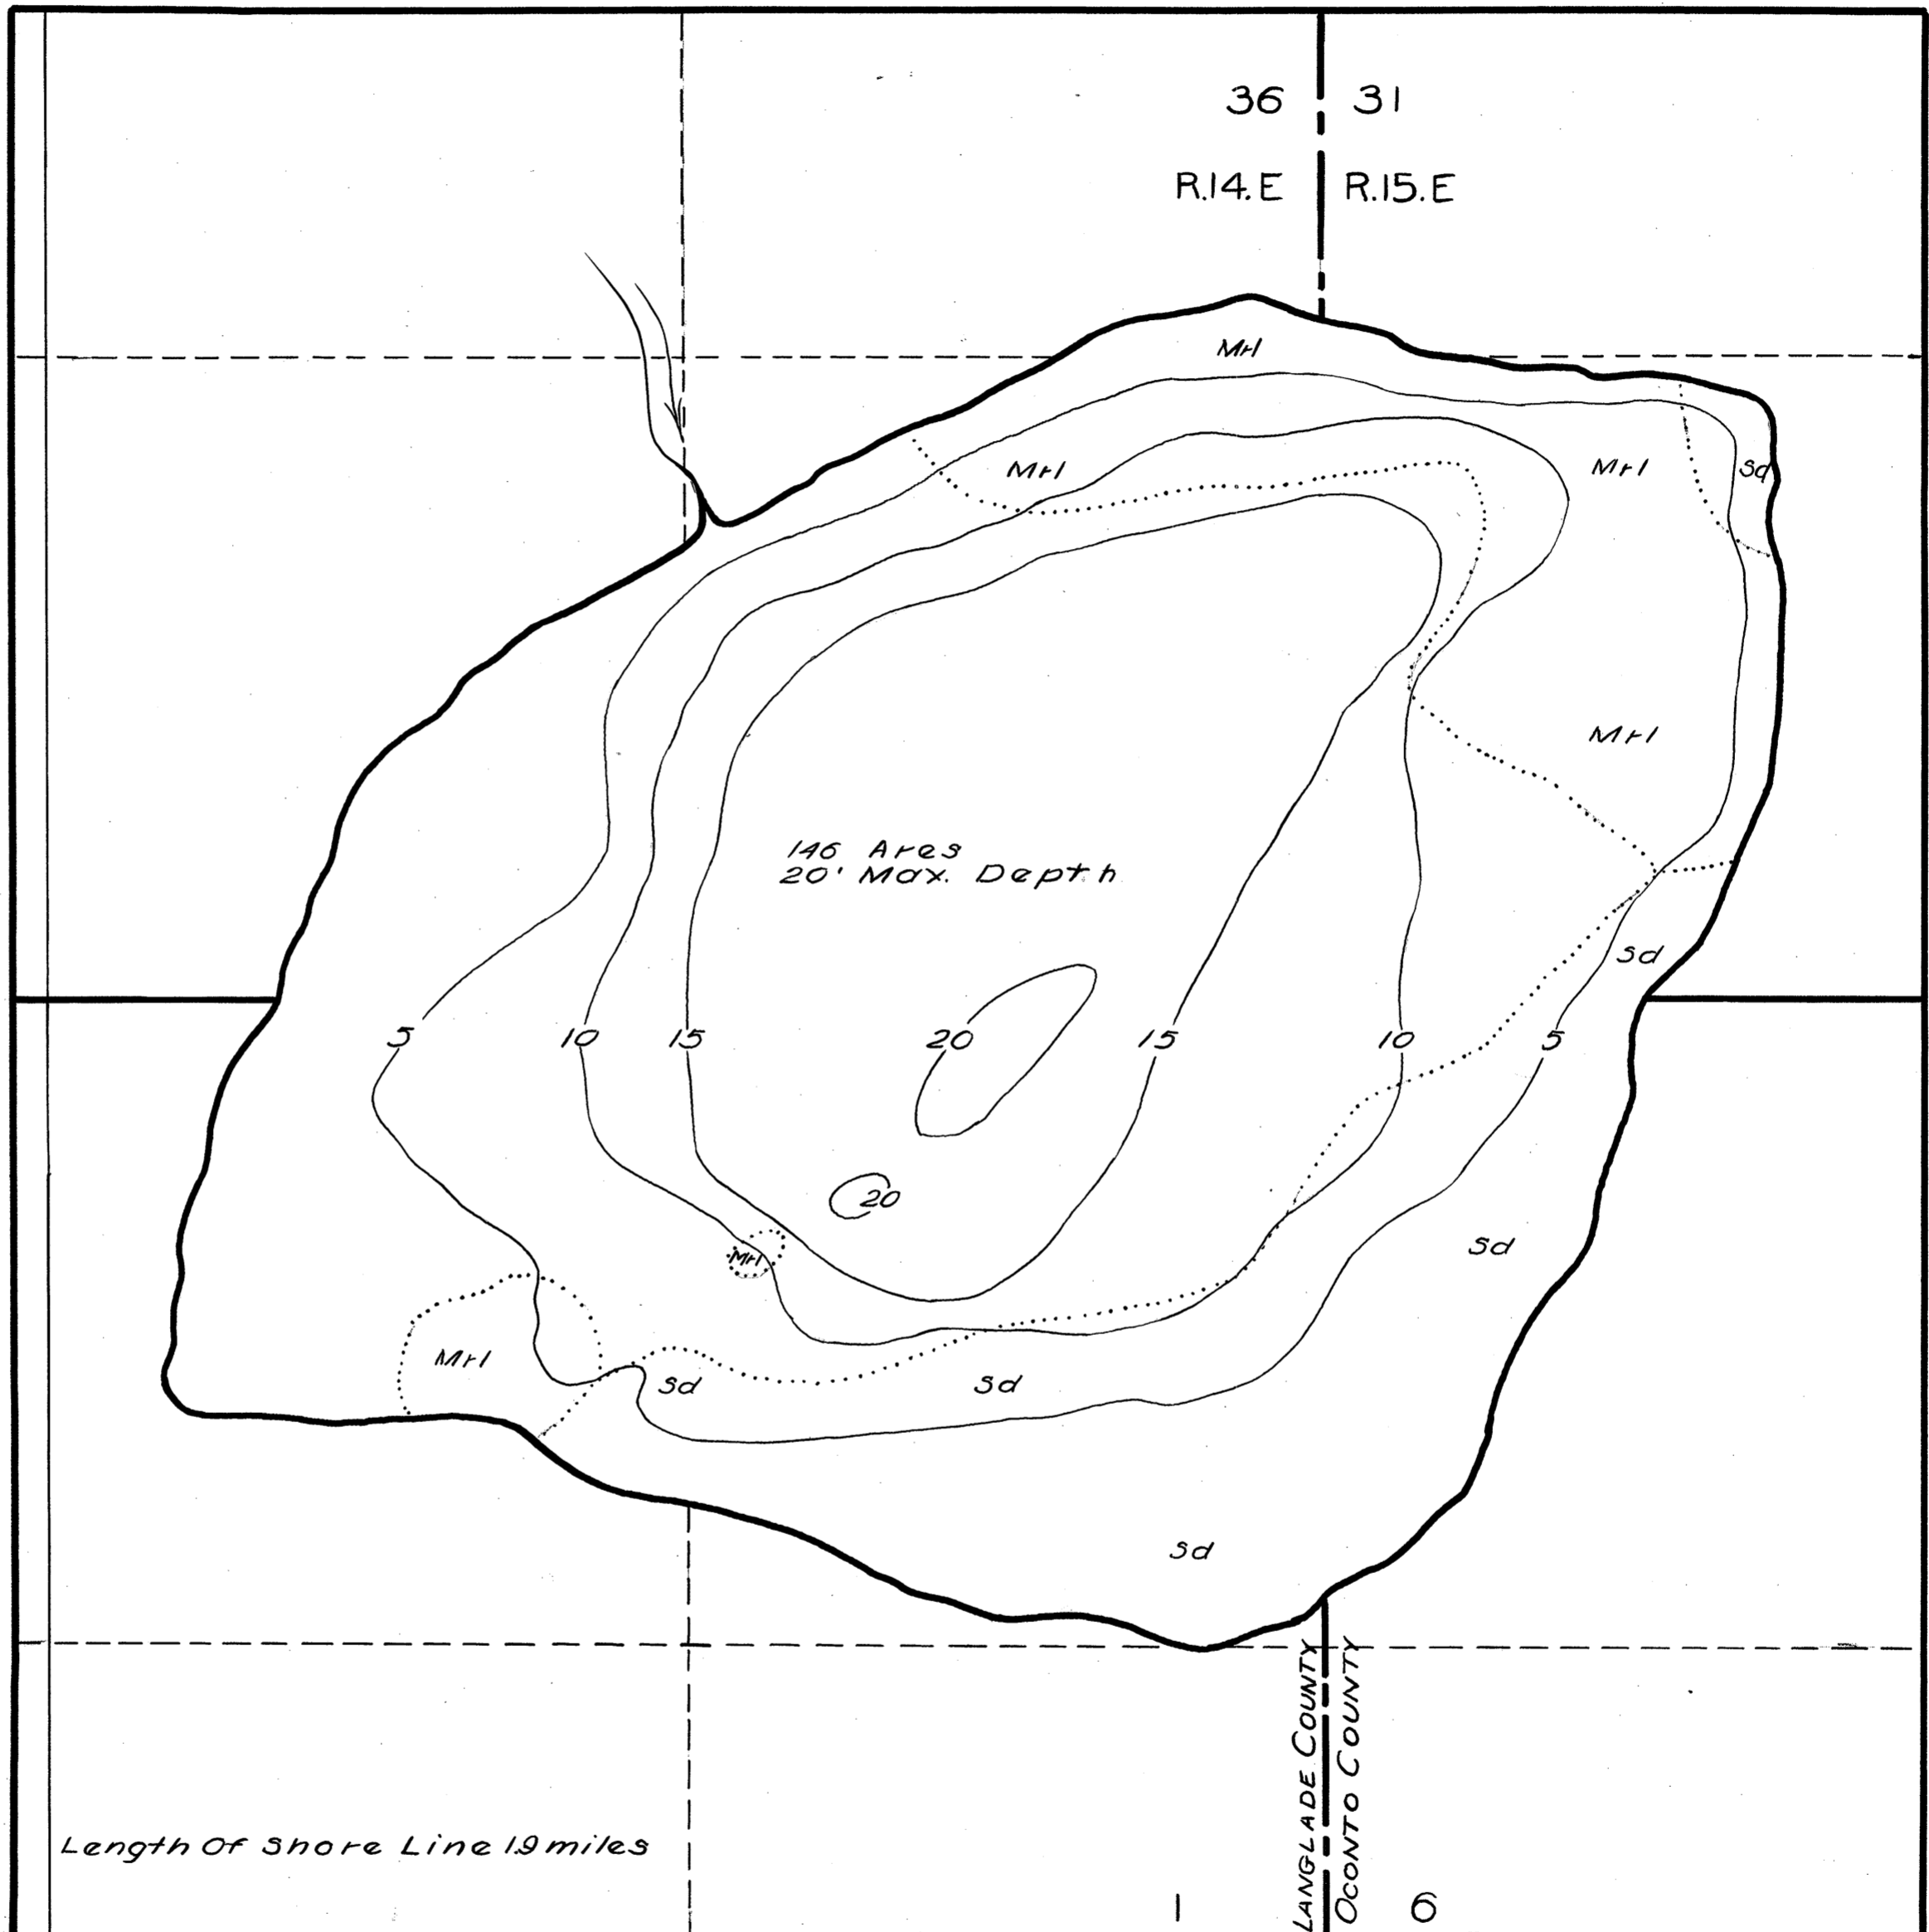 36 31
R.14.E R.15.E
Mrl
Mrl Mrl Sd
Mrl
146 Ares
20' Max. Depth
Sd
5 10 15 20 15 10 5
20
Mrl
Sd
Mrl
Sd
Sd
Sd
LANGLADE COUNTY
OCONTO COUNTY
Length Of Shore Line 1.9 miles
1 6